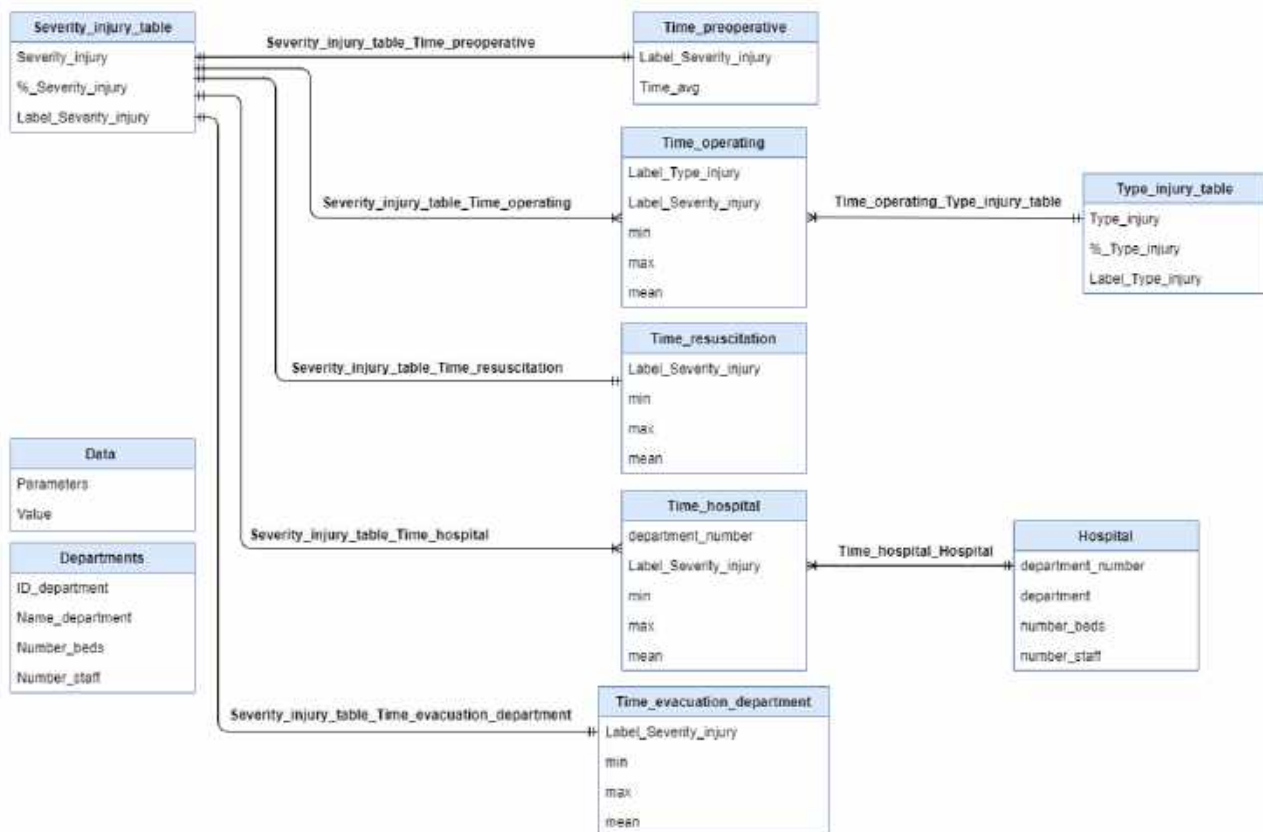 Severity_injury_table
Severity_injury
%_Severity_injury
Label_Severity_injury
Severity_injury_table_Time_preoperative
Time_preoperative
Label_Severity_injury
Time_avg
Time_operating
Label_Type_injury
Label_Severity_injury
min
max
mean
Severity_injury_table_Time_operating
Time_operating_Type_injury_table
Type_injury_table
Type_injury
%_Type_injury
Label_Type_injury
Time_resuscitation
Label_Severity_injury
min
max
mean
Severity_injury_table_Time_resuscitation
Data
Parameters
Value
Departments
ID_department
Name_department
Number_beds
Number_staff
Severity_injury_table_Time_hospital
Time_hospital
department_number
Label_Severity_injury
min
max
mean
Time_hospital_Hospital
Hospital
department_number
department
number_beds
number_staff
Severity_injury_table_Time_evacuation_department
Time_evacuation_department
Label_Severity_injury
min
max
mean